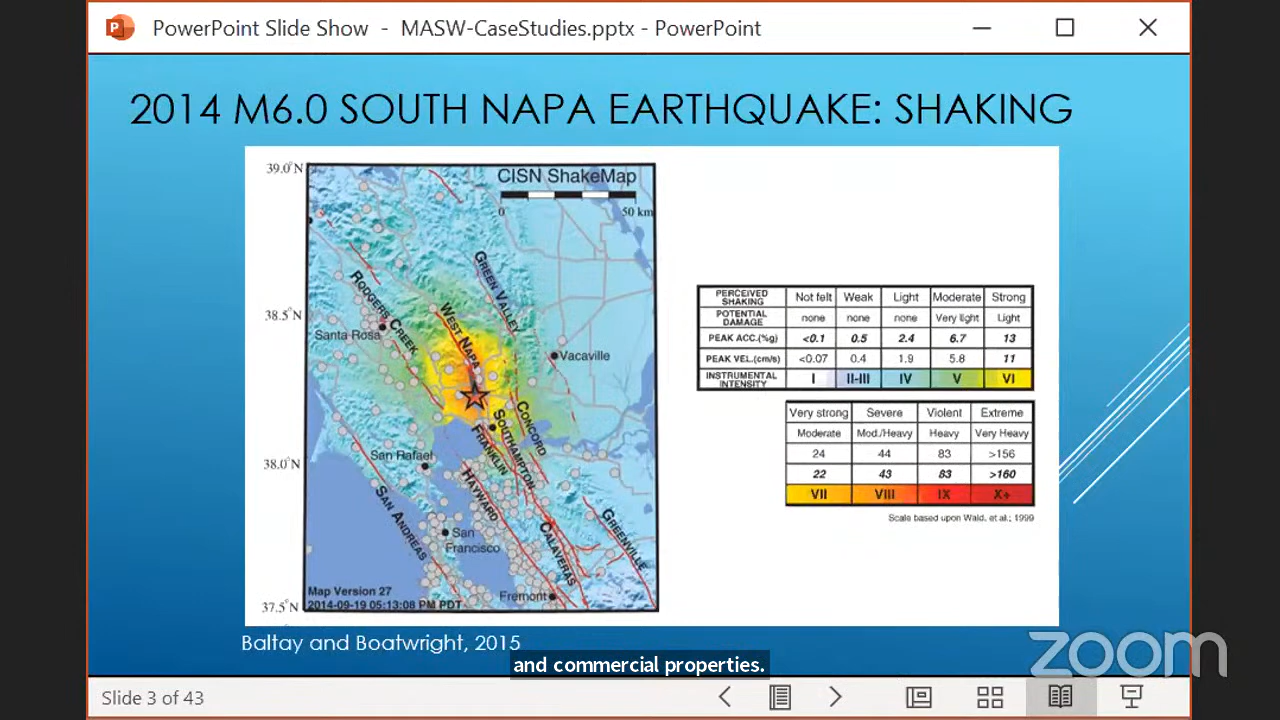 PowerPoint Slide Show - MASW-CaseStudies.pptx - PowerPoint
2014 M6.0 SOUTH NAPA EARTHQUAKE: SHAKING
39.0°N
CISN ShakeMap
0 50 km
GREEN VALLEY
RODGERS CREEK
38.5°N
WEST NAPA
Santa Rosa
Vacaville
CONCORD
SOUTHAMPTON
FRANKLIN
38.0°N
San Rafael
HAYWARD
SAN ANDREAS
GREENVILLE
San
Francisco
CALAVERAS
Fremont
Map Version 27
2014-09-19 05:13:08 PM PDT
37.5°N
PERCEIVED SHAKING Not felt Weak Light Moderate Strong
POTENTIAL DAMAGE none none none Very light Light
PEAK ACC.(%g) <0.1 0.5 2.4 6.7 13
PEAK VEL.(cm/s) <0.07 0.4 1.9 5.8 11
INSTRUMENTAL INTENSITY I II-III IV V VI
Very strong Severe Violent Extreme
Moderate Mod./Heavy Heavy Very Heavy
24 44 83 >156
22 43 83 >160
VII VIII IX X+
Scale based upon Wald, et al.; 1999
Baltay and Boatwright, 2015
and commercial properties.
zoom
Slide 3 of 43